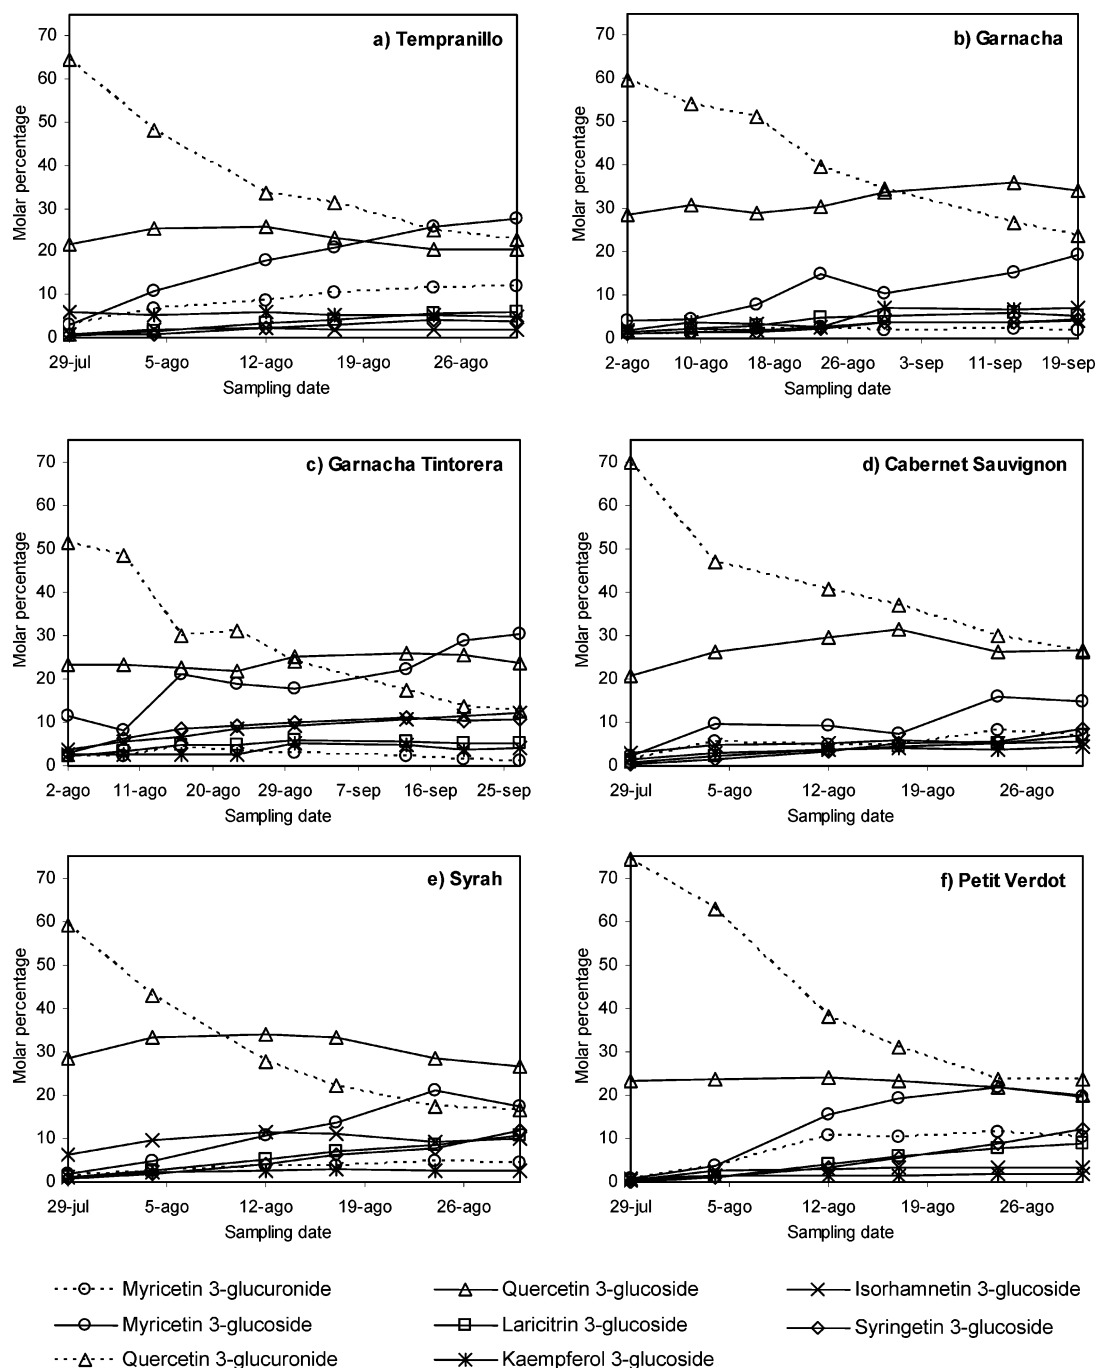 a) Tempranillo
Molar percentage
70
60
50
40
30
20
10
0
29-jul 5-ago 12-ago 19-ago 26-ago
Sampling date
b) Garnacha
Molar percentage
70
60
50
40
30
20
10
0
2-ago 10-ago 18-ago 26-ago 3-sep 11-sep 19-sep
Sampling date
c) Garnacha Tintorera
Molar percentage
70
60
50
40
30
20
10
0
2-ago 11-ago 20-ago 29-ago 7-sep 16-sep 25-sep
Sampling date
d) Cabernet Sauvignon
Molar percentage
70
60
50
40
30
20
10
0
29-jul 5-ago 12-ago 19-ago 26-ago
Sampling date
e) Syrah
Molar percentage
70
60
50
40
30
20
10
0
29-jul 5-ago 12-ago 19-ago 26-ago
Sampling date
f) Petit Verdot
Molar percentage
70
60
50
40
30
20
10
0
29-jul 5-ago 12-ago 19-ago 26-ago
Sampling date
Myricetin 3-glucuronide Quercetin 3-glucoside Isorhamnetin 3-glucoside
Myricetin 3-glucoside Laricitrin 3-glucoside Syringetin 3-glucoside
Quercetin 3-glucuronide Kaempferol 3-glucoside